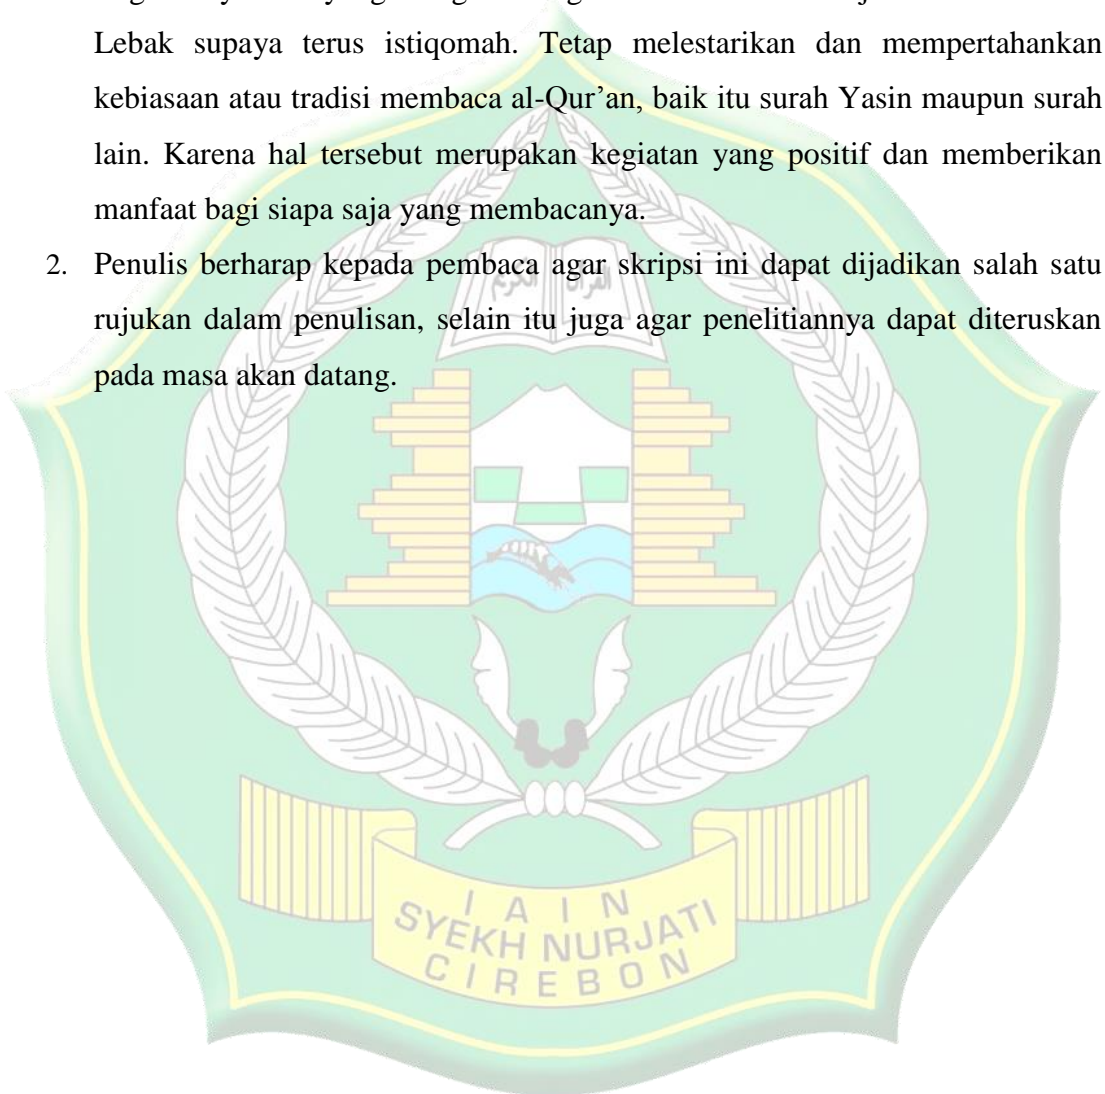 Lebak supaya terus istiqomah. Tetap melestarikan dan mempertahankan
kebiasaan atau tradisi membaca al-Qur’an, baik itu surah Yasin maupun surah
lain. Karena hal tersebut merupakan kegiatan yang positif dan memberikan
manfaat bagi siapa saja yang membacanya.
2. Penulis berharap kepada pembaca agar skripsi ini dapat dijadikan salah satu
rujukan dalam penulisan, selain itu juga agar penelitiannya dapat diteruskan
pada masa akan datang.
القرآن الكريم
IAIN
SYEKH NURJATI
CIREBON